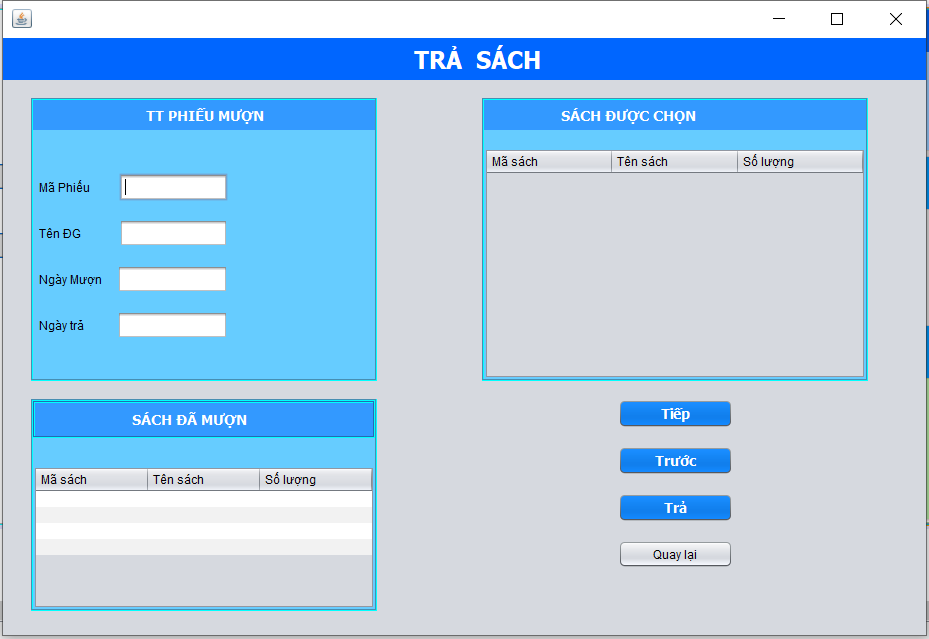 TRẢ SÁCH
TT PHIẾU MƯỢN
Mã Phiếu
Tên ĐG
Ngày Mượn
Ngày trả
SÁCH ĐƯỢC CHỌN
Mã sách Tên sách Số lượng
SÁCH ĐÃ MƯỢN
Mã sách Tên sách Số lượng
Tiếp
Trước
Trả
Quay lại